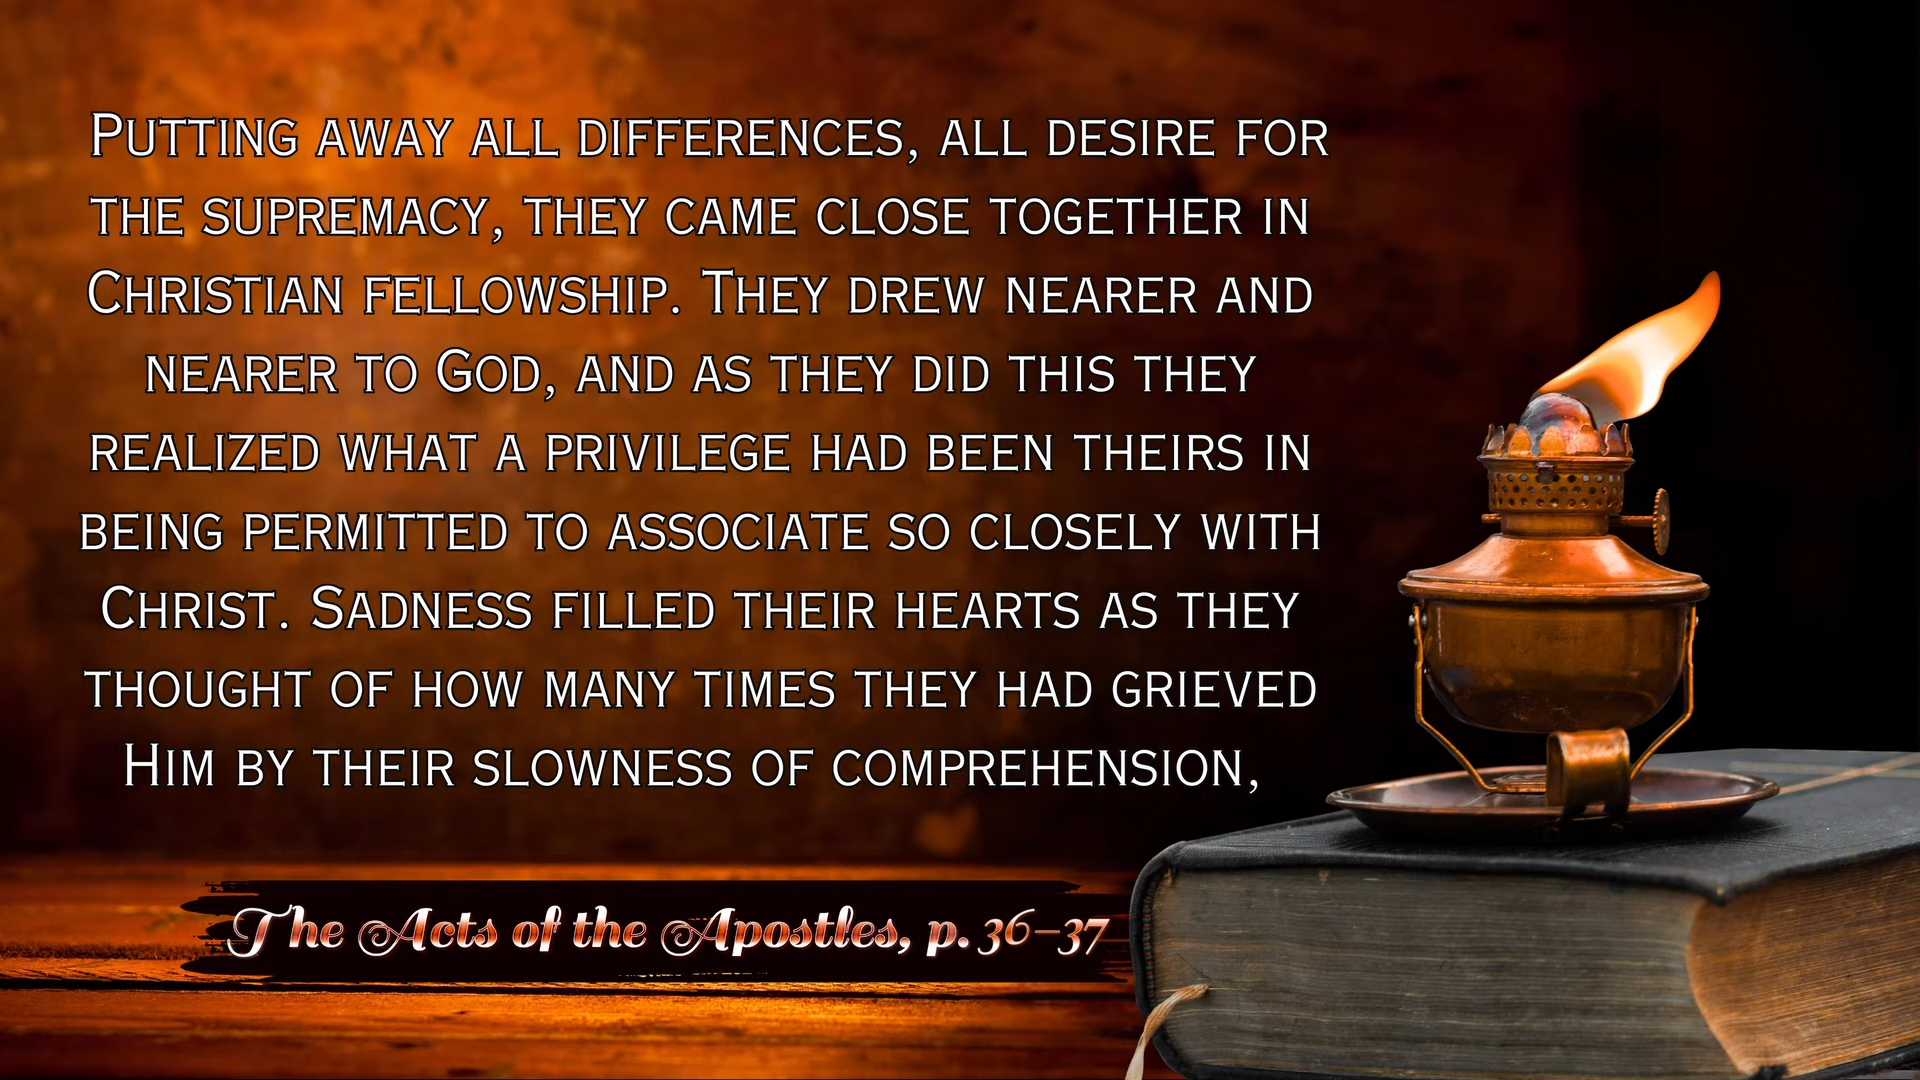 Putting away all differences, all desire for
the supremacy, they came close together in
Christian fellowship. They drew nearer and
nearer to God, and as they did this they
realized what a privilege had been theirs in
being permitted to associate so closely with
Christ. Sadness filled their hearts as they
thought of how many times they had grieved
Him by their slowness of comprehension,
The Acts of the Apostles, p. 36–37